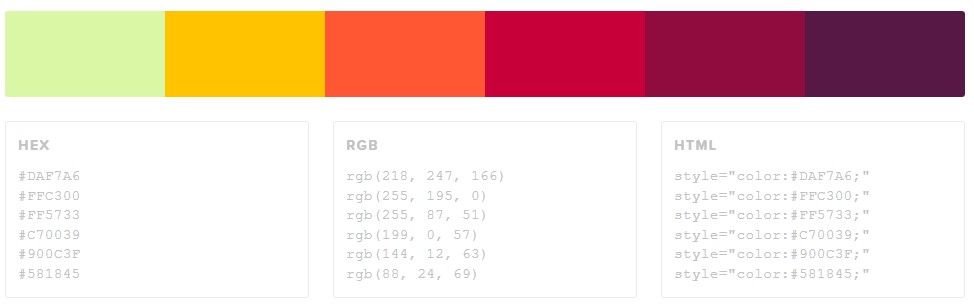 HEX
#DAF7A6
#FFC300
#FF5733
#C70039
#900C3F
#581845
RGB
rgb(218, 247, 166)
rgb(255, 195, 0)
rgb(255, 87, 51)
rgb(199, 0, 57)
rgb(144, 12, 63)
rgb(88, 24, 69)
HTML
style="color:#DAF7A6;"
style="color:#FFC300;"
style="color:#FF5733;"
style="color:#C70039;"
style="color:#900C3F;"
style="color:#581845;"